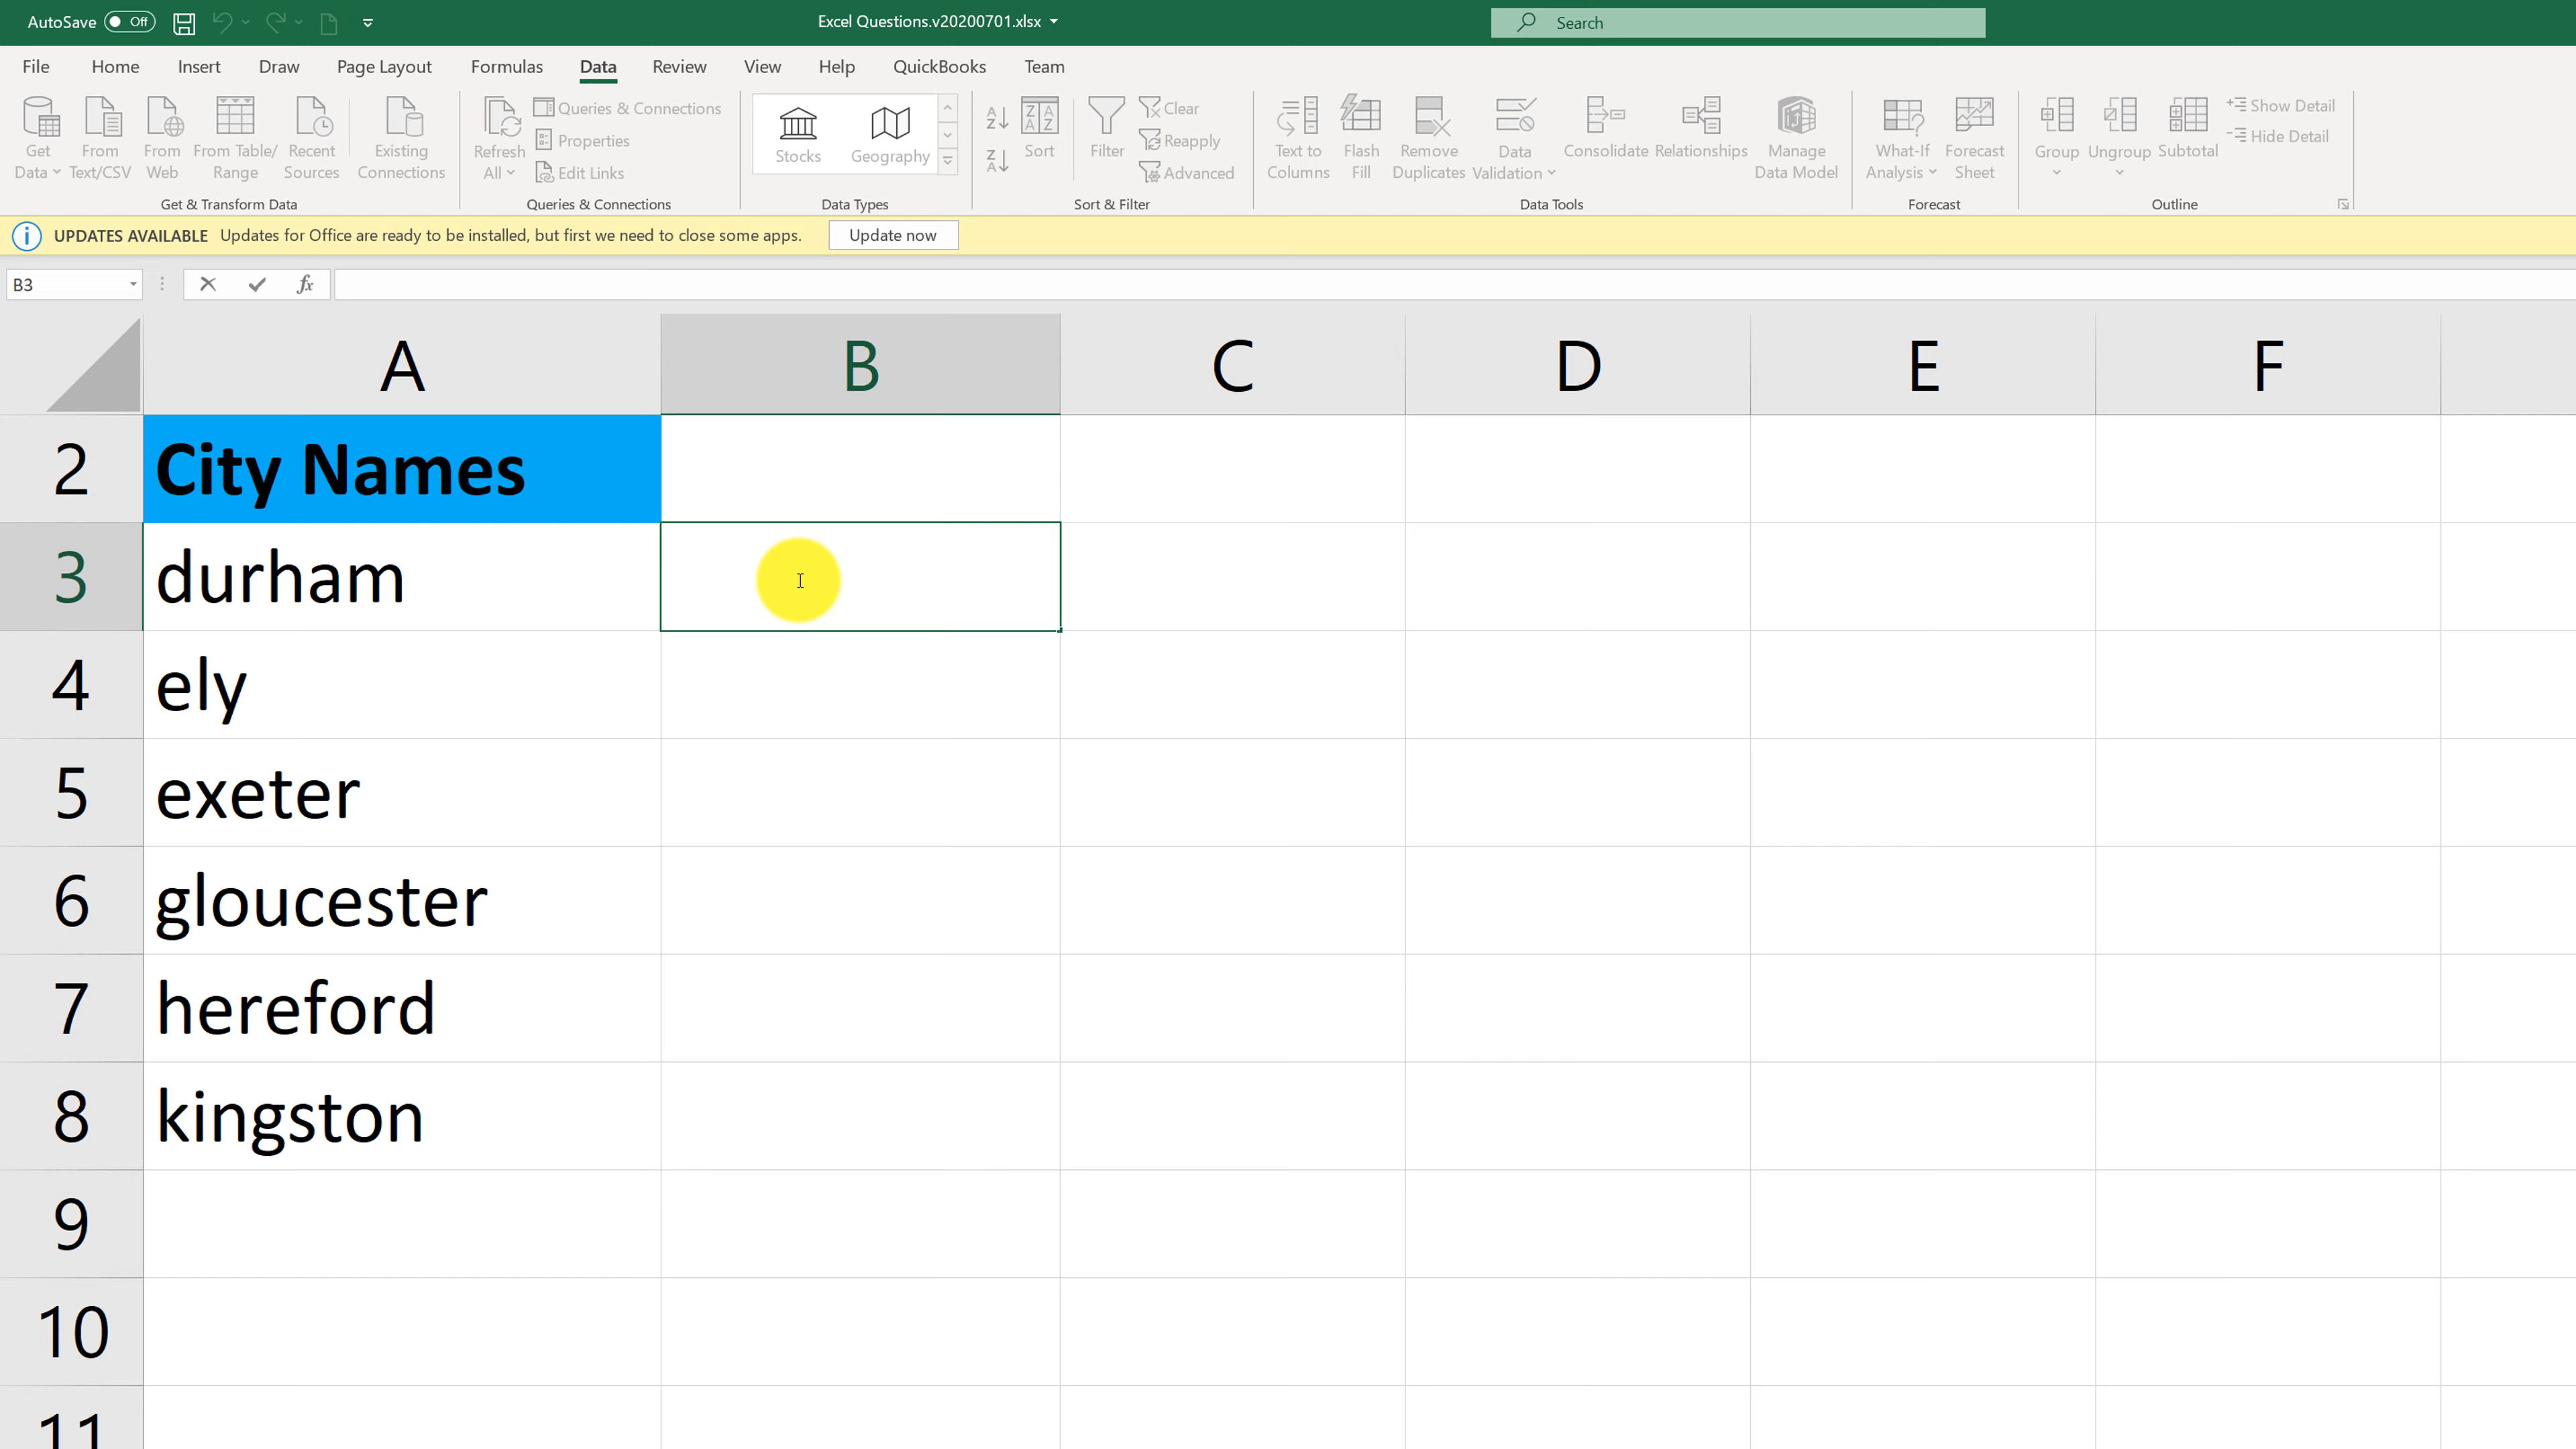 AutoSave Off Excel Questions.v20200701.xlsx Search
File Home Insert Draw Page Layout Formulas Data Review View Help QuickBooks Team
Get Data
From Text/CSV
From Web
From Table/ Range
Recent Sources
Existing Connections
Get & Transform Data
Refresh All
Queries & Connections
Properties
Edit Links
Queries & Connections
Stocks
Geography
Data Types
Sort
Filter
Clear
Reapply
Advanced
Sort & Filter
Text to Columns
Flash Fill
Remove Duplicates
Data Validation
Consolidate
Relationships
Manage Data Model
Data Tools
What-If Analysis
Forecast Sheet
Forecast
Group
Ungroup
Subtotal
Show Detail
Hide Detail
Outline
UPDATES AVAILABLE Updates for Office are ready to be installed, but first we need to close some apps. Update now
B3 fx
A B C D E F
2 City Names
3 durham
4 ely
5 exeter
6 gloucester
7 hereford
8 kingston
9
10
11